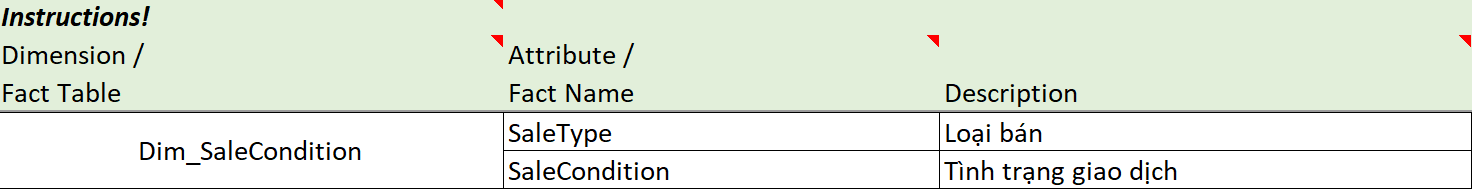 Instructions!
Dimension / Attribute /
Fact Table Fact Name Description
SaleType Loại bán
Dim_SaleCondition
SaleCondition Tình trạng giao dịch